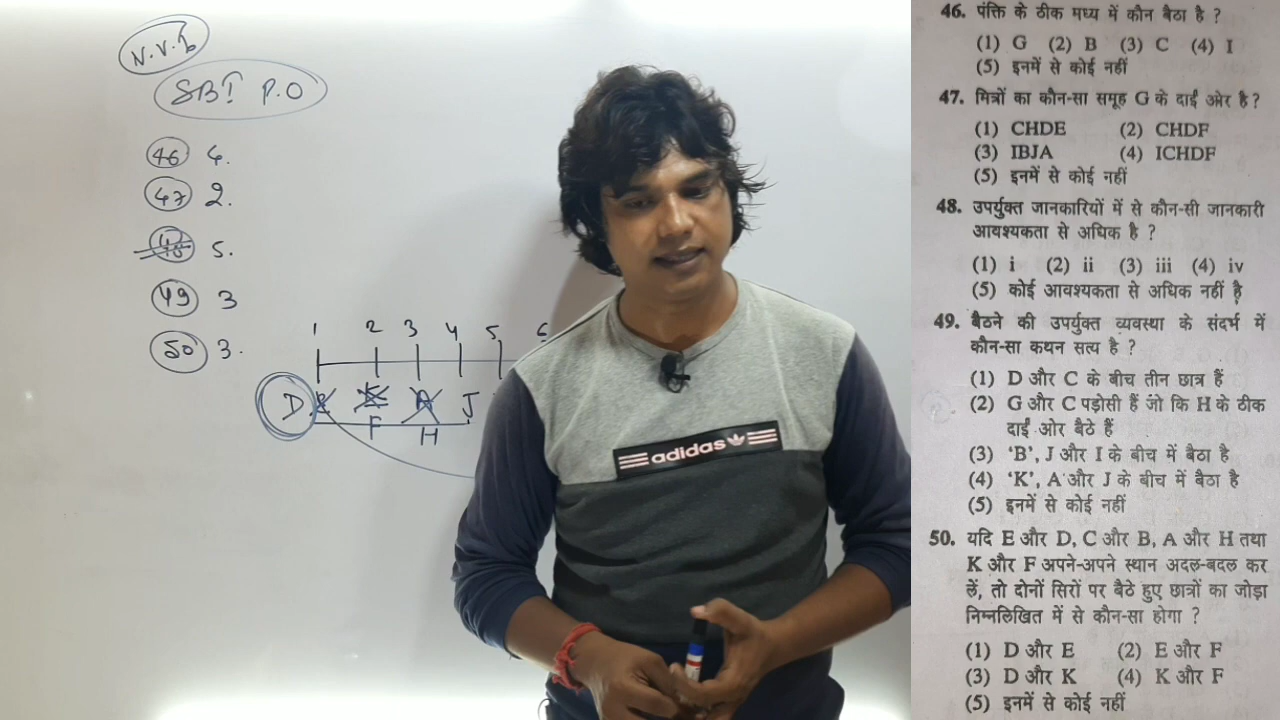 N.V.I
SBI P.O
46 4.
47 2.
48 5.
49 3
50 3.
1 2 3 4 5 6
D K A J
F H
adidas
46. पंक्ति के ठीक मध्य में कौन बैठा है ?
(1) G (2) B (3) C (4) I
(5) इनमें से कोई नहीं
47. मित्रों का कौन-सा समूह G के दाईं ओर है ?
(1) CHDE (2) CHDF
(3) IBJA (4) ICHDF
(5) इनमें से कोई नहीं
48. उपर्युक्त जानकारियों में से कौन-सी जानकारी
आवश्यकता से अधिक है ?
(1) i (2) ii (3) iii (4) iv
(5) कोई आवश्यकता से अधिक नहीं है
49. बैठने की उपर्युक्त व्यवस्था के संदर्भ में
कौन-सा कथन सत्य है ?
(1) D और C के बीच तीन छात्र हैं
(2) G और C पड़ोसी हैं जो कि H के ठीक
दाईं ओर बैठे हैं
(3) ‘B’, J और I के बीच में बैठा है
(4) ‘K’, A और J के बीच में बैठा है
(5) इनमें से कोई नहीं
50. यदि E और D, C और B, A और H तथा
K और F अपने-अपने स्थान अदल-बदल कर
लें, तो दोनों सिरों पर बैठे हुए छात्रों का जोड़ा
निम्नलिखित में से कौन-सा होगा ?
(1) D और E (2) E और F
(3) D और K (4) K और F
(5) इनमें से कोई नहीं